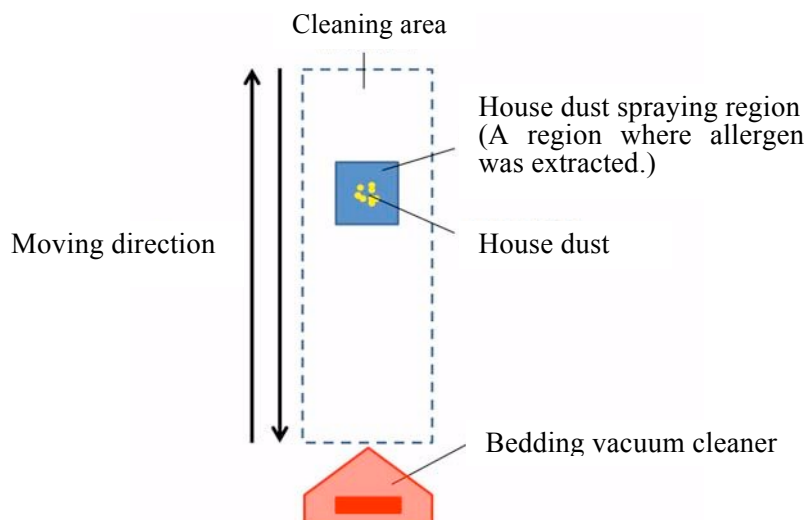 Cleaning area
House dust spraying region
(A region where allergen
was extracted.)
Moving direction
House dust
Bedding vacuum cleaner